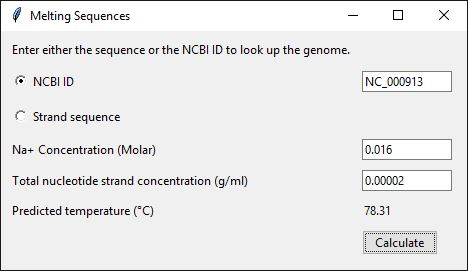 Melting Sequences
Enter either the sequence or the NCBI ID to look up the genome.
NCBI ID NC_000913
Strand sequence
Na+ Concentration (Molar) 0.016
Total nucleotide strand concentration (g/ml) 0.00002
Predicted temperature (°C) 78.31
Calculate